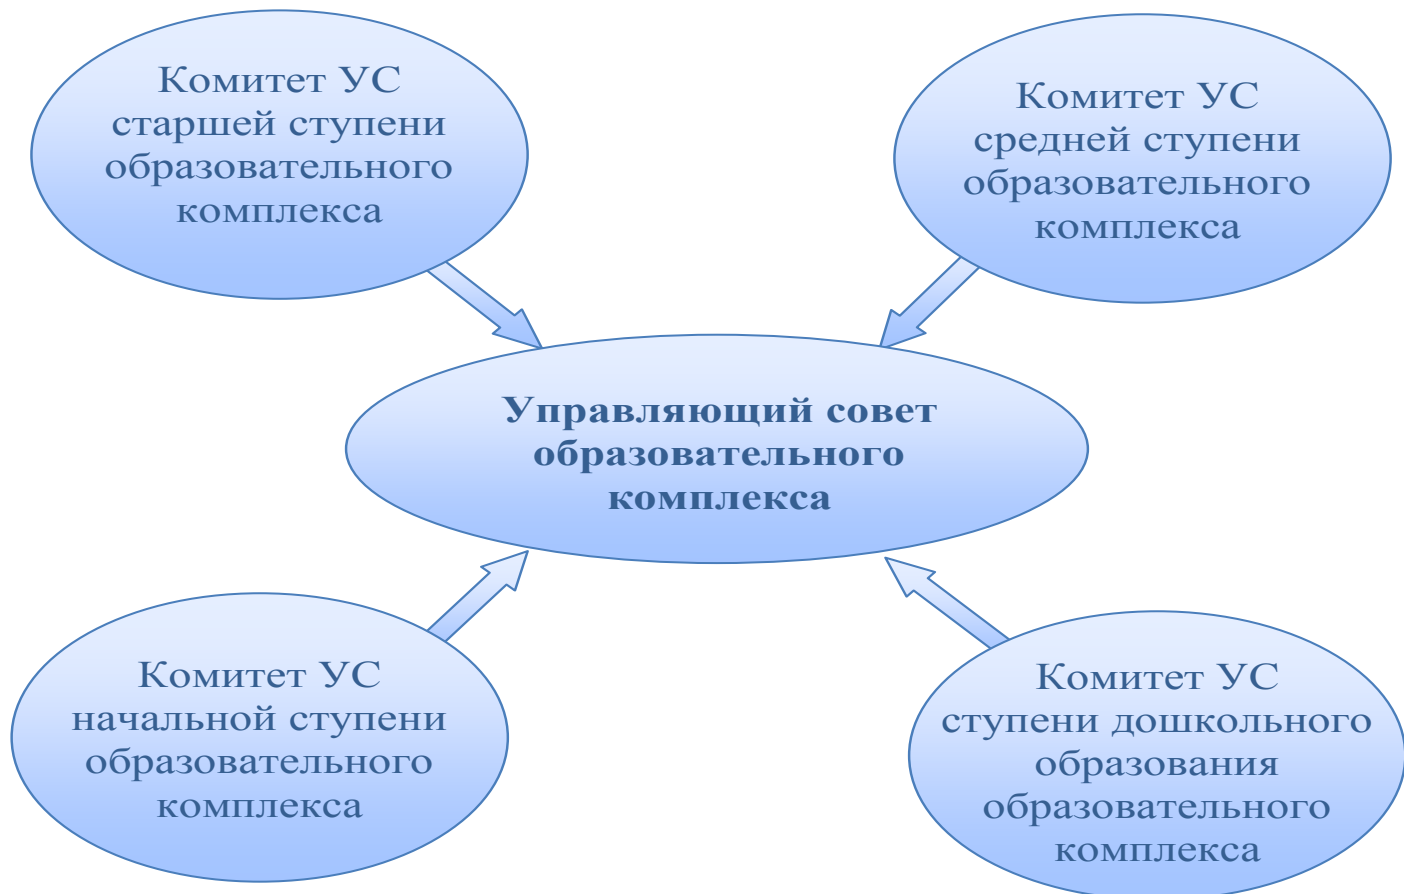 Комитет УС
старшей ступени
образовательного
комплекса
Комитет УС
средней ступени
образовательного
комплекса
Управляющий совет
образовательного
комплекса
Комитет УС
начальной ступени
образовательного
комплекса
Комитет УС
ступени дошкольного
образования
образовательного
комплекса